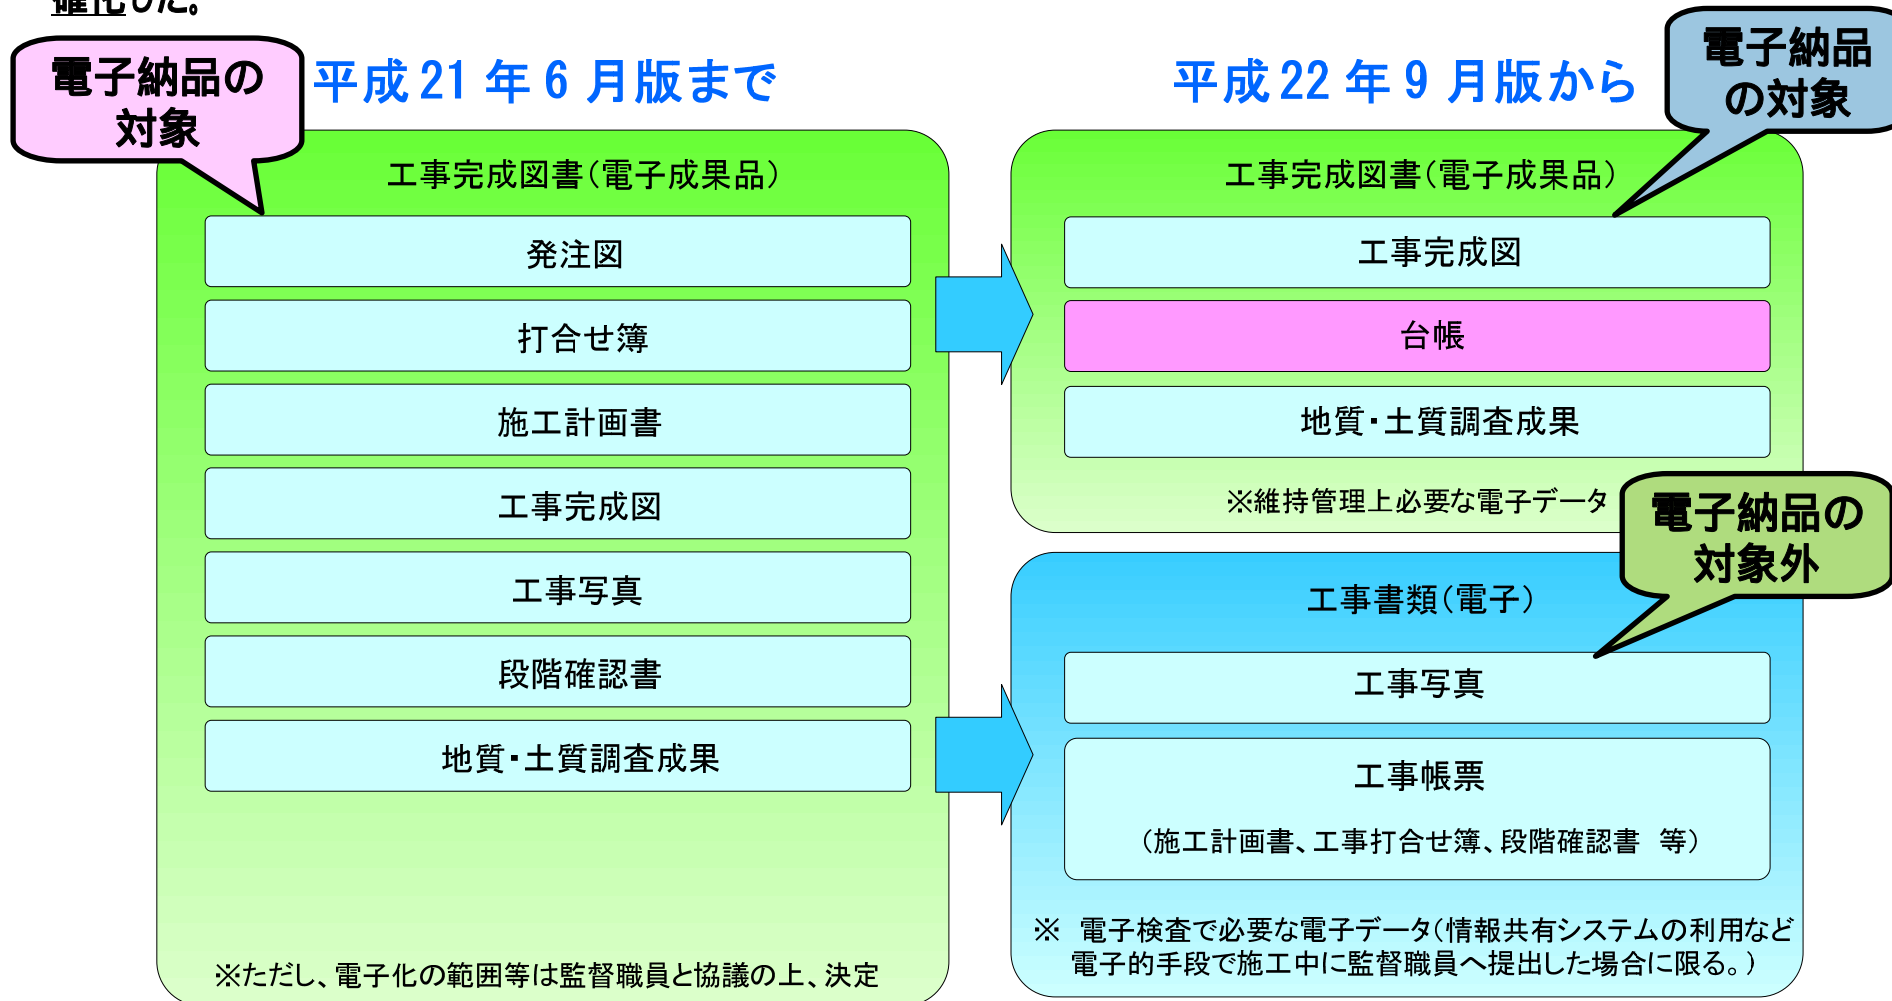 確化した。
電子納品の
対象
平成21年6月版まで
工事完成図書(電子成果品)
発注図
打合せ簿
施工計画書
工事完成図
工事写真
段階確認書
地質・土質調査成果
※ただし、電子化の範囲等は監督職員と協議の上、決定
平成22年9月版から
電子納品
の対象
工事完成図書(電子成果品)
工事完成図
台帳
地質・土質調査成果
※維持管理上必要な電子データ
電子納品の
対象外
工事書類(電子)
工事写真
工事帳票
(施工計画書、工事打合せ簿、段階確認書 等)
※ 電子検査で必要な電子データ(情報共有システムの利用など
電子的手段で施工中に監督職員へ提出した場合に限る。)